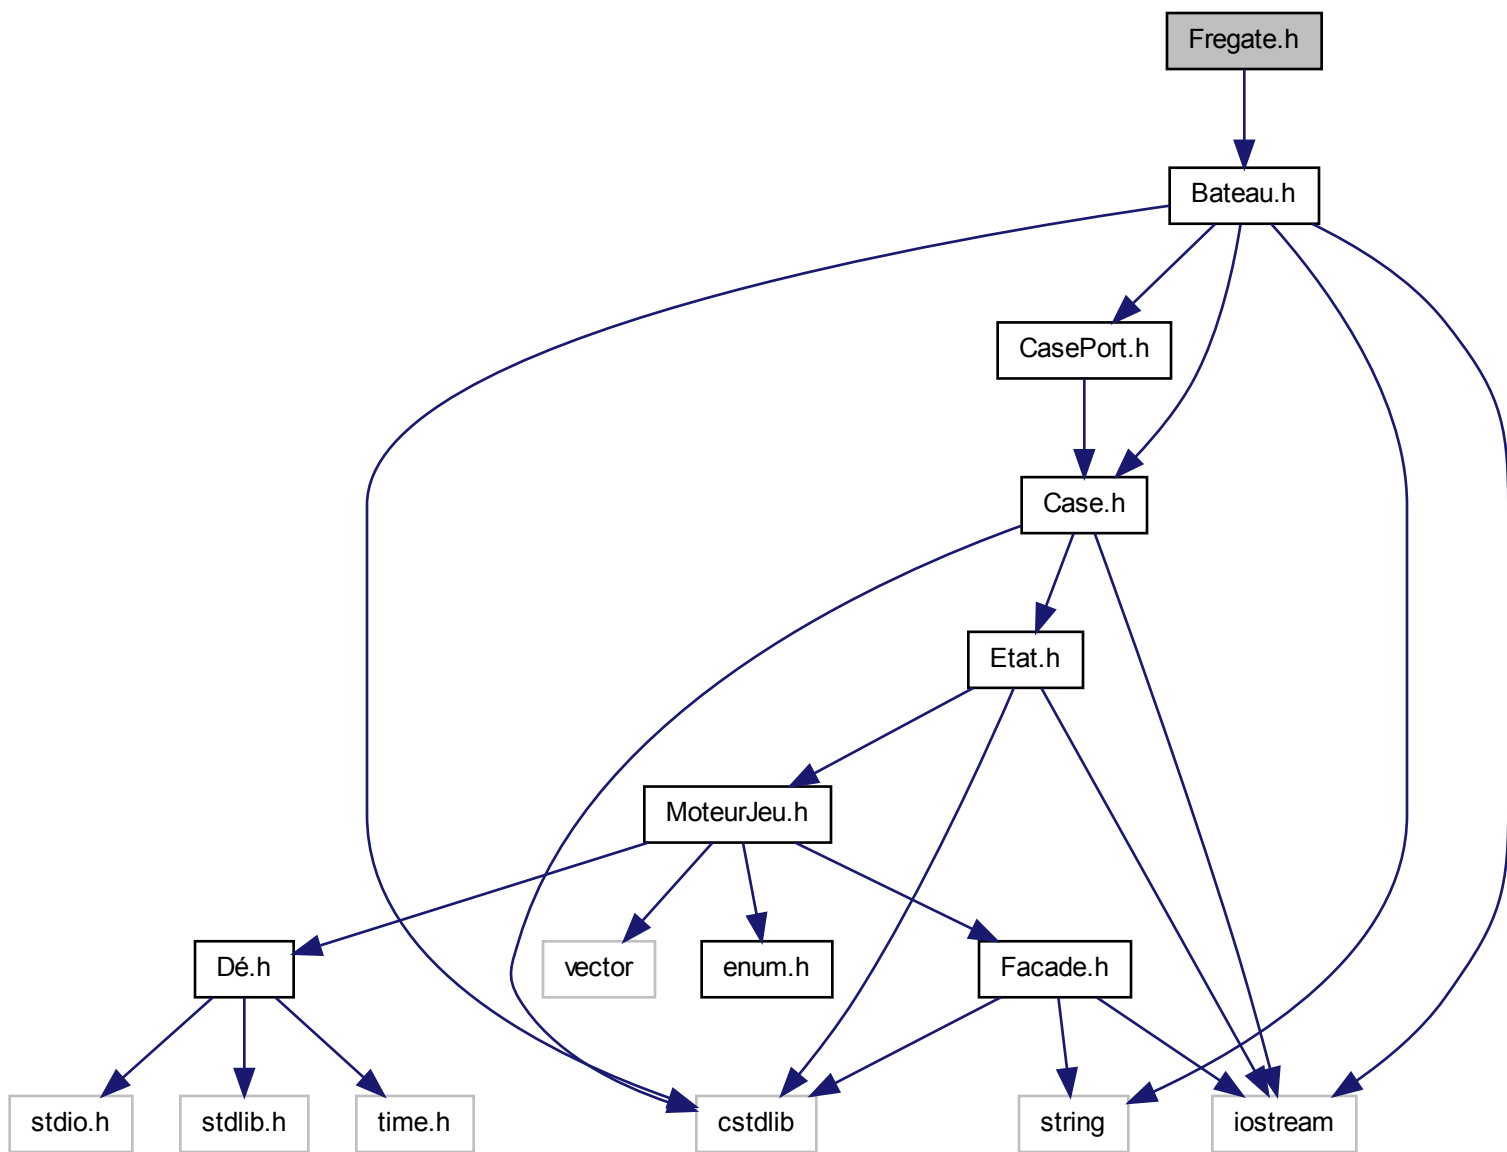 Fregate.h
Bateau.h
CasePort.h
Case.h
Etat.h
MoteurJeu.h
Dé.h
vector
enum.h
Facade.h
stdio.h
stdlib.h
time.h
cstdlib
string
iostream